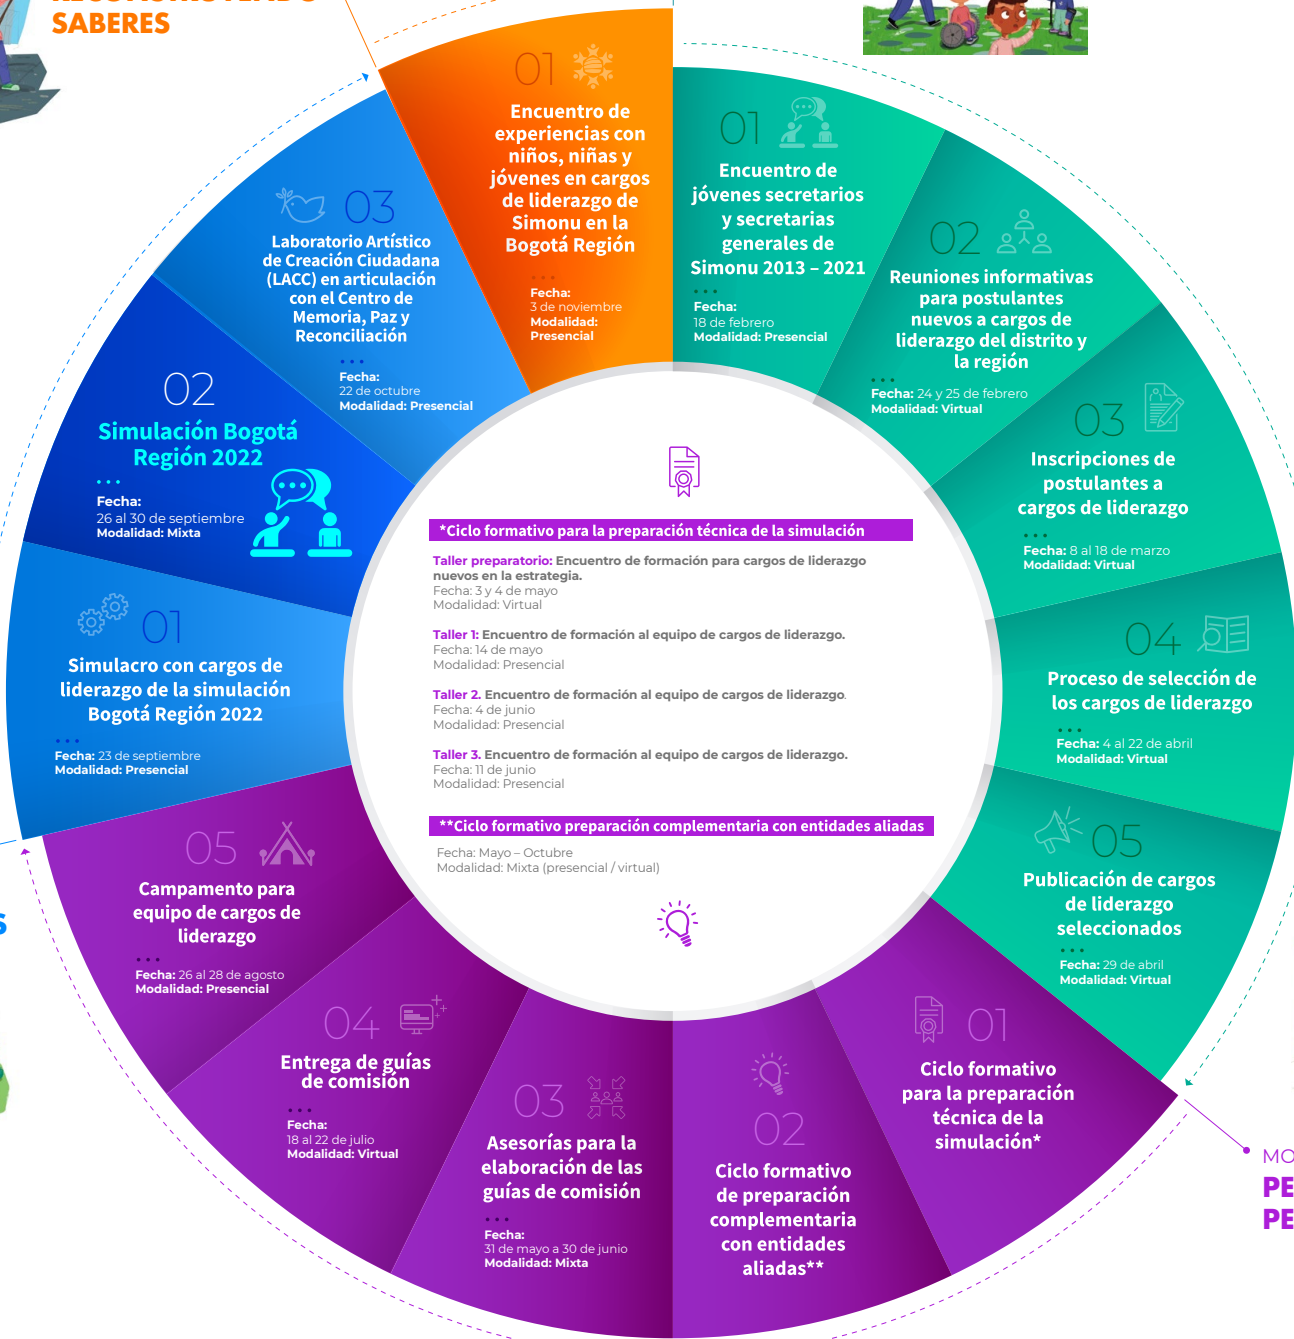 SABERES
01
Encuentro de
experiencias con
niños, niñas y
jóvenes en cargos
de liderazgo de
Simonu en la
Bogotá Región
Fecha:
3 de noviembre
Modalidad:
Presencial
01
Encuentro de
jóvenes secretarios
y secretarias
generales de
Simonu 2013 – 2021
Fecha:
18 de febrero
Modalidad: Presencial
02
Reuniones informativas
para postulantes
nuevos a cargos de
liderazgo del distrito y
la región
Fecha: 24 y 25 de febrero
Modalidad: Virtual
03
Inscripciones de
postulantes a
cargos de liderazgo
Fecha: 8 al 18 de marzo
Modalidad: Virtual
04
Proceso de selección de
los cargos de liderazgo
Fecha: 4 al 22 de abril
Modalidad: Virtual
05
Publicación de cargos
de liderazgo
seleccionados
Fecha: 29 de abril
Modalidad: Virtual
MO
PE
PE
01
Ciclo formativo
para la preparación
técnica de la
simulación*
02
Ciclo formativo
de preparación
complementaria
con entidades
aliadas**
03
Asesorías para la
elaboración de las
guías de comisión
Fecha:
31 de mayo a 30 de junio
Modalidad: Mixta
04
Entrega de guías
de comisión
Fecha:
18 al 22 de julio
Modalidad: Virtual
05
Campamento para
equipo de cargos de
liderazgo
Fecha: 26 al 28 de agosto
Modalidad: Presencial
S
01
Simulacro con cargos de
liderazgo de la simulación
Bogotá Región 2022
Fecha: 23 de septiembre
Modalidad: Presencial
02
Simulación Bogotá
Región 2022
Fecha:
26 al 30 de septiembre
Modalidad: Mixta
03
Laboratorio Artístico
de Creación Ciudadana
(LACC) en articulación
con el Centro de
Memoria, Paz y
Reconciliación
Fecha:
22 de octubre
Modalidad: Presencial
*Ciclo formativo para la preparación técnica de la simulación
Taller preparatorio: Encuentro de formación para cargos de liderazgo
nuevos en la estrategia.
Fecha: 3 y 4 de mayo
Modalidad: Virtual
Taller 1: Encuentro de formación al equipo de cargos de liderazgo.
Fecha: 14 de mayo
Modalidad: Presencial
Taller 2. Encuentro de formación al equipo de cargos de liderazgo.
Fecha: 4 de junio
Modalidad: Presencial
Taller 3. Encuentro de formación al equipo de cargos de liderazgo.
Fecha: 11 de junio
Modalidad: Presencial
**Ciclo formativo preparación complementaria con entidades aliadas
Fecha: Mayo – Octubre
Modalidad: Mixta (presencial / virtual)